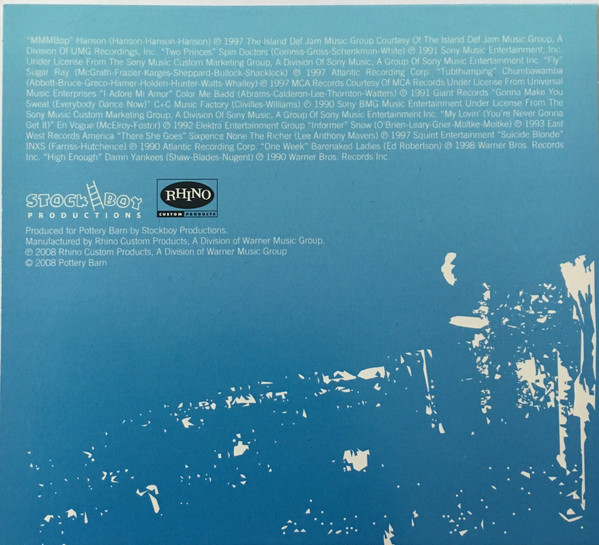 "MMMBop" Hanson (Hanson-Hanson-Hanson) ℗ 1997 The Island Def Jam Music Group Courtesy Of The Island Def Jam Music Group, A
Division Of UMG Recordings, Inc. "Two Princes" Spin Doctors (Comess-Gross-Schenkman-White) ℗ 1991 Sony Music Entertainment, Inc.
Under License From The Sony Music Custom Marketing Group, A Division Of Sony Music, A Group Of Sony Music Entertainment Inc. "Fly"
Sugar Ray (McGrath-Frazier-Karges-Sheppard-Bullock-Shacklock) ℗ 1997 Atlantic Recording Corp "Tubthumping" Chumbawamba
(Abbott-Bruce-Greco-Hamer-Holden-Hunter-Watts-Whalley) ℗ 1997 MCA Records Courtesy Of MCA Records Under License From Universal
Music Enterprises "I Adore Mi Amor" Color Me Badd (Abrams-Calderon-Lee-Thornton-Watters) ℗ 1991 Giant Records "Gonna Make You
Sweat (Everybody Dance Now)" C+C Music Factory (Clivilles-Williams) ℗ 1990 Sony BMG Music Entertainment Under License From The
Sony Music Custom Marketing Group, A Division Of Sony Music, A Group Of Sony Music Entertainment Inc. "My Lovin' (You're Never Gonna
Get It)" En Vogue (McElroy-Foster) ℗ 1992 Elektra Entertainment Group "Informer" Snow (O'Brien-Leary-Grier-Moltke-Moltke) ℗ 1993 East
West Records America "There She Goes" Sixpence None The Richer (Lee Anthony Mavers) ℗ 1997 Squint Entertainment "Suicide Blonde"
INXS (Farriss-Hutchence) ℗ 1990 Atlantic Recording Corp. "One Week" Barenaked Ladies (Ed Robertson) ℗ 1998 Warner Bros. Records
Inc. "High Enough" Damn Yankees (Shaw-Blades-Nugent) ℗ 1990 Warner Bros. Records Inc.
STOCKBOY
PRODUCTIONS
RHINO
CUSTOM PRODUCTS
Produced for Pottery Barn by Stockboy Productions.
Manufactured by Rhino Custom Products, A Division of Warner Music Group.
℗ 2008 Rhino Custom Products, A Division of Warner Music Group
© 2008 Pottery Barn